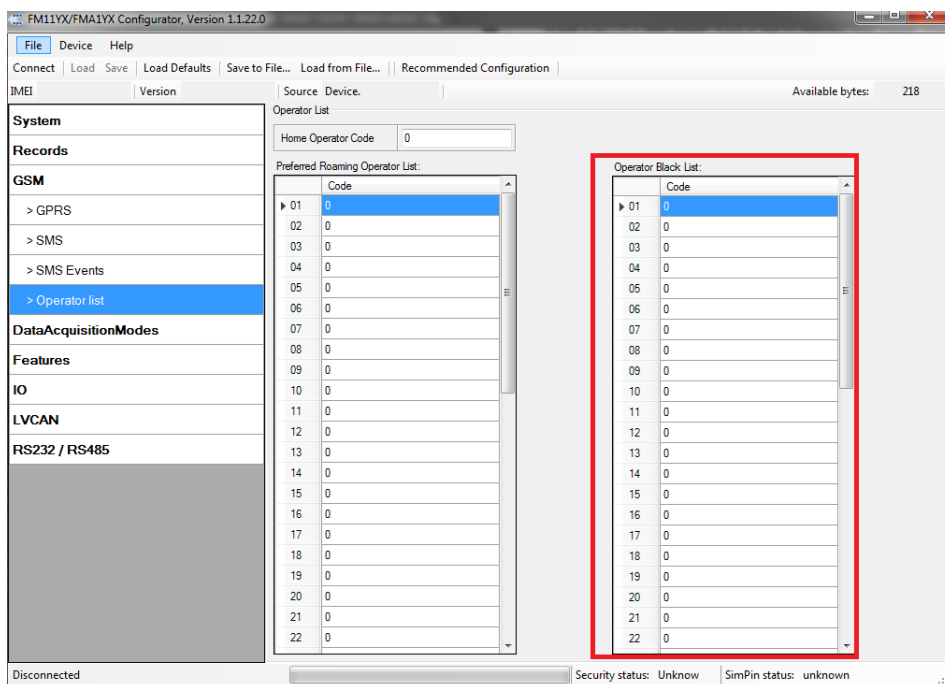 FM11YX/FMA1YX Configurator, Version 1.1.22.0
File Device Help
Connect Load Save Load Defaults Save to File... Load from File... Recommended Configuration
IMEI Version Source Device. Available bytes: 218
System
Records
GSM
> GPRS
> SMS
> SMS Events
> Operator list
DataAcquisitionModes
Features
IO
LVCAN
RS232 / RS485
Operator List
Home Operator Code 0
Preferred Roaming Operator List:
Code
01 0
02 0
03 0
04 0
05 0
06 0
07 0
08 0
09 0
10 0
11 0
12 0
13 0
14 0
15 0
16 0
17 0
18 0
19 0
20 0
21 0
22 0
Operator Black List:
Code
01 0
02 0
03 0
04 0
05 0
06 0
07 0
08 0
09 0
10 0
11 0
12 0
13 0
14 0
15 0
16 0
17 0
18 0
19 0
20 0
21 0
22 0
Disconnected Security status: Unknow SimPin status: unknown